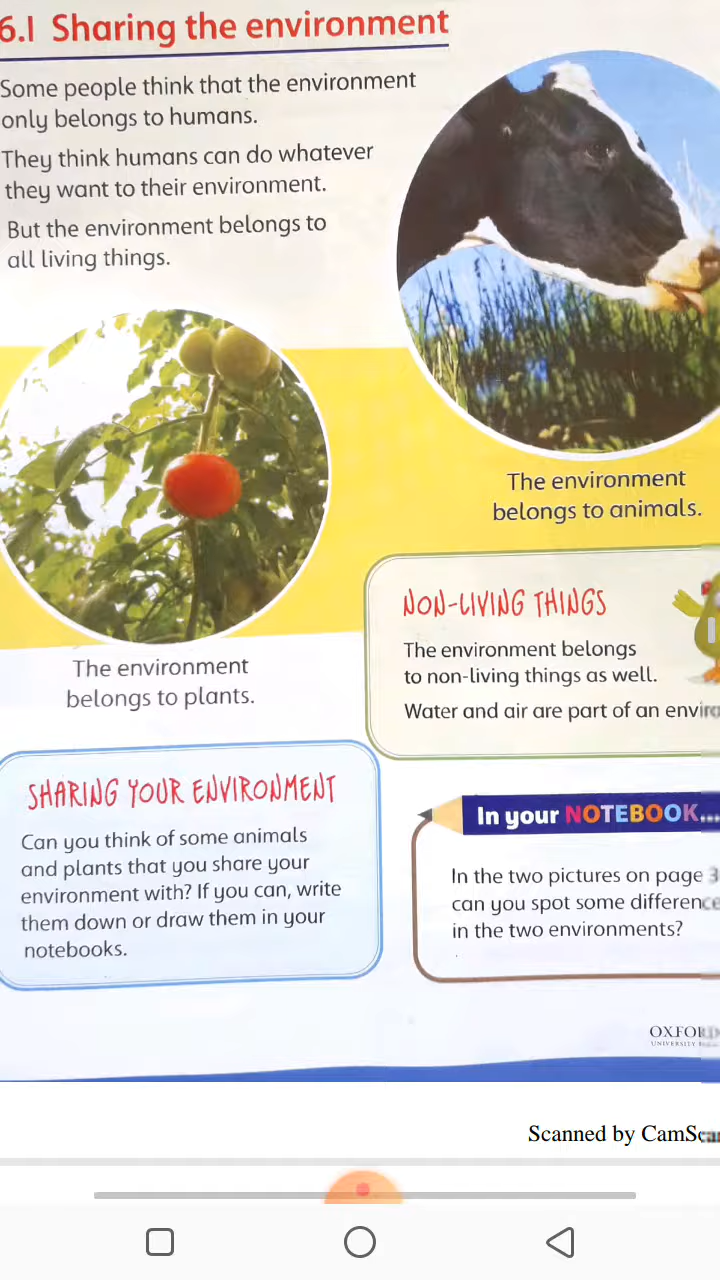 6.1 Sharing the environment
Some people think that the environment
only belongs to humans.
They think humans can do whatever
they want to their environment.
But the environment belongs to
all living things.
The environment
belongs to animals.
The environment
belongs to plants.
NON-LIVING THINGS
The environment belongs
to non-living things as well.
Water and air are part of an
SHARING YOUR ENVIRONMENT
Can you think of some animals
and plants that you share your
environment with? If you can, write
them down or draw them in your
notebooks.
In your NOTEBOOK...
In the two pictures on page 3
can you spot some difference
in the two environments?
OXFORD
UNIVERSITY
Scanned by